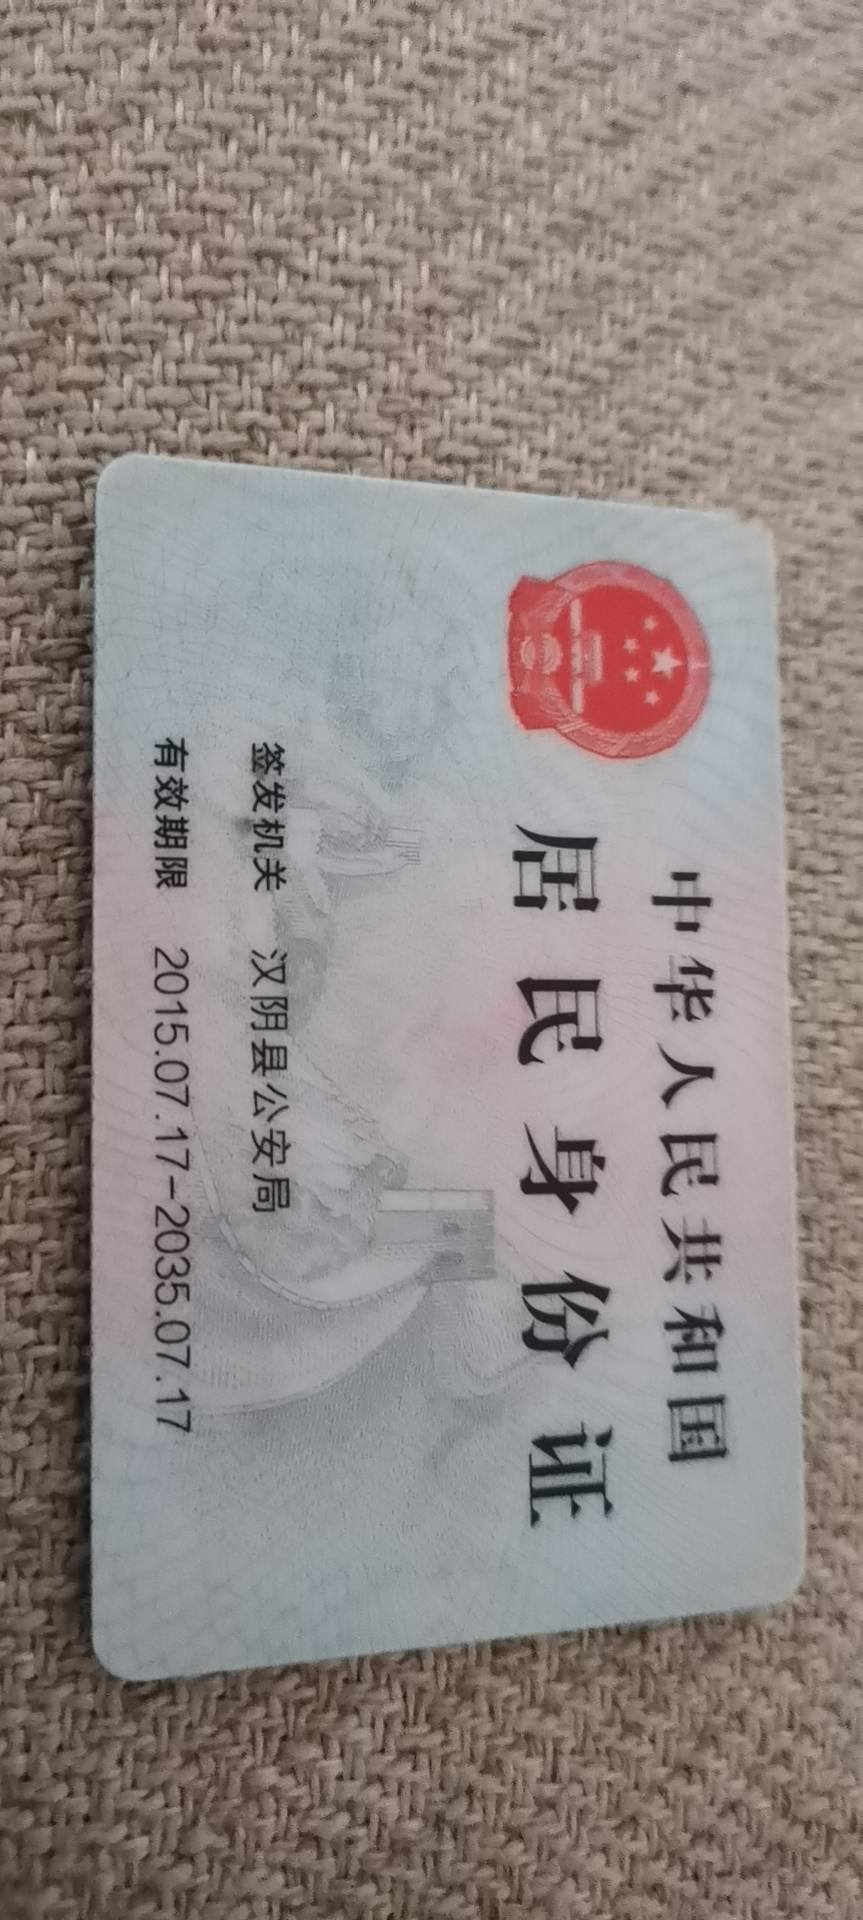 中华人民共和国
居民身份证
签发机关 汉阴县公安局
有效期限 2015.07.17-2035.07.17